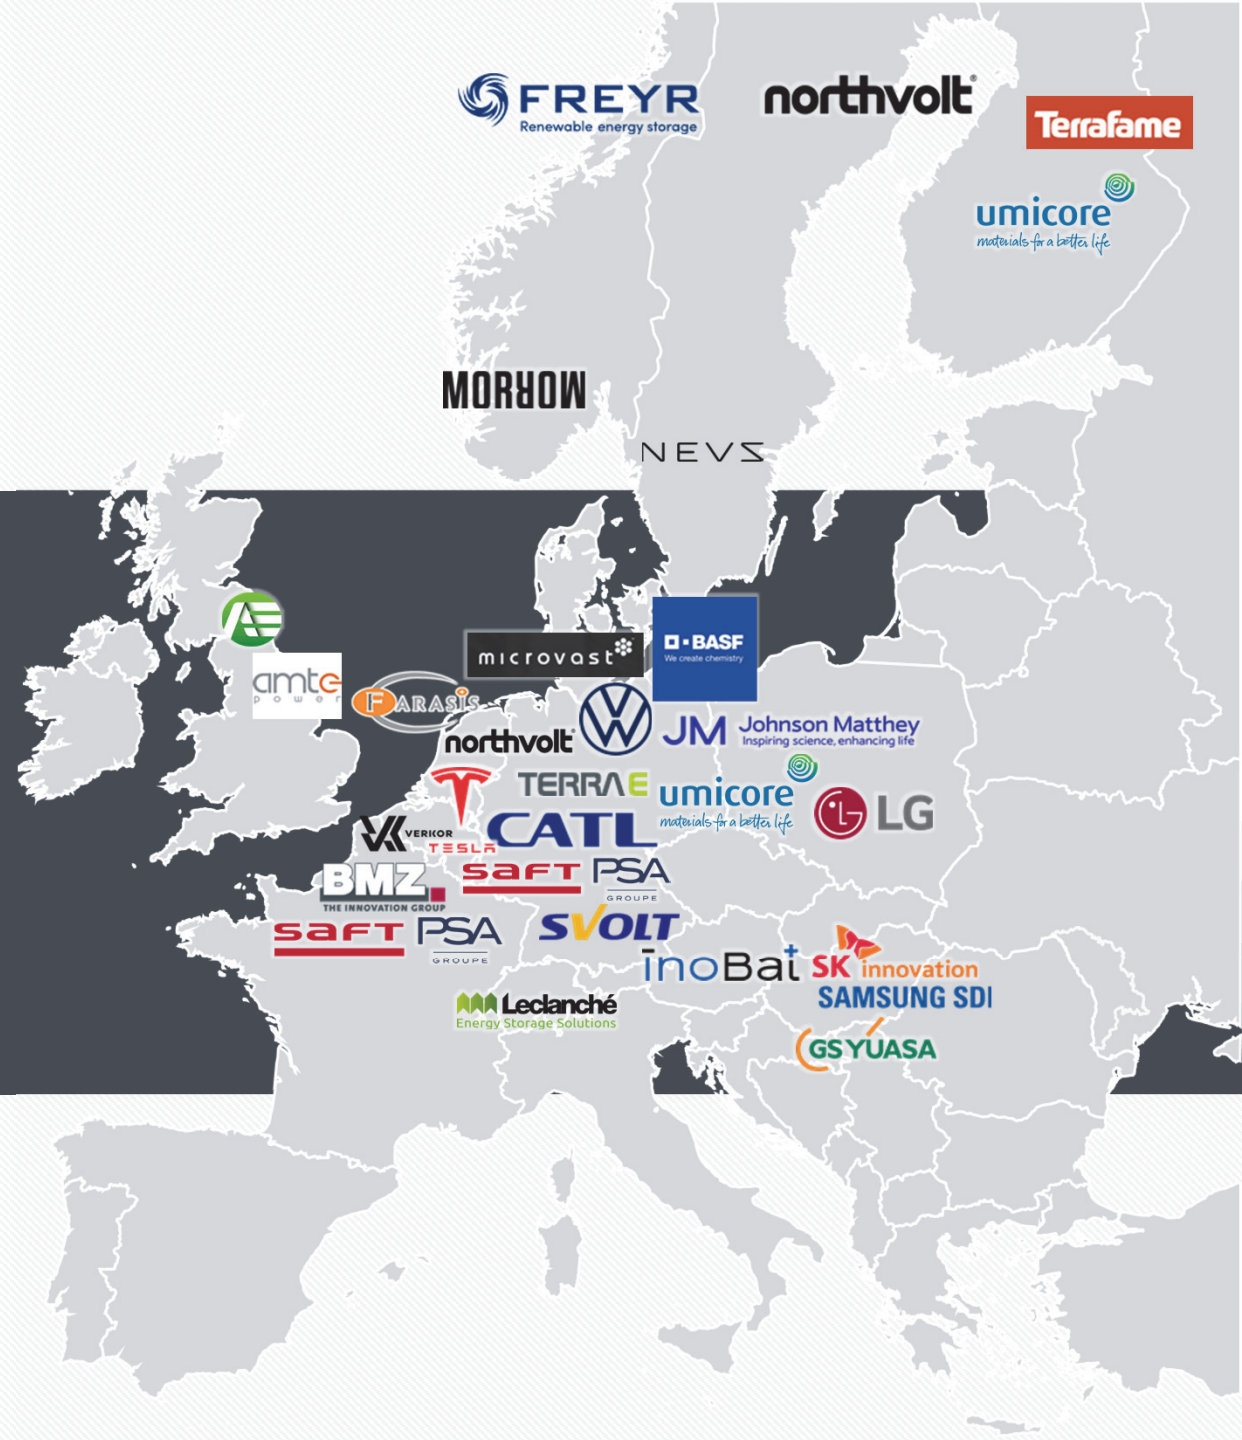 FREYR
Renewable energy storage
northvolt®
Terrafame
umicore
materials for a better life
MORROW
NEVS
AE
amte
power
microvast
BASF
We create chemistry
FARASIS
northvolt®
VW
JM Johnson Matthey
Inspiring science, enhancing life
TERRA E
umicore
materials for a better life
LG
VERKOR
TESLA
CATL
BMZ
THE INNOVATION GROUP
SAFT
PSA
GROUPE
SAFT
PSA
GROUPE
SVOLT
inoBat
SK innovation
SAMSUNG SDI
Leclanché
Energy Storage Solutions
GS YUASA